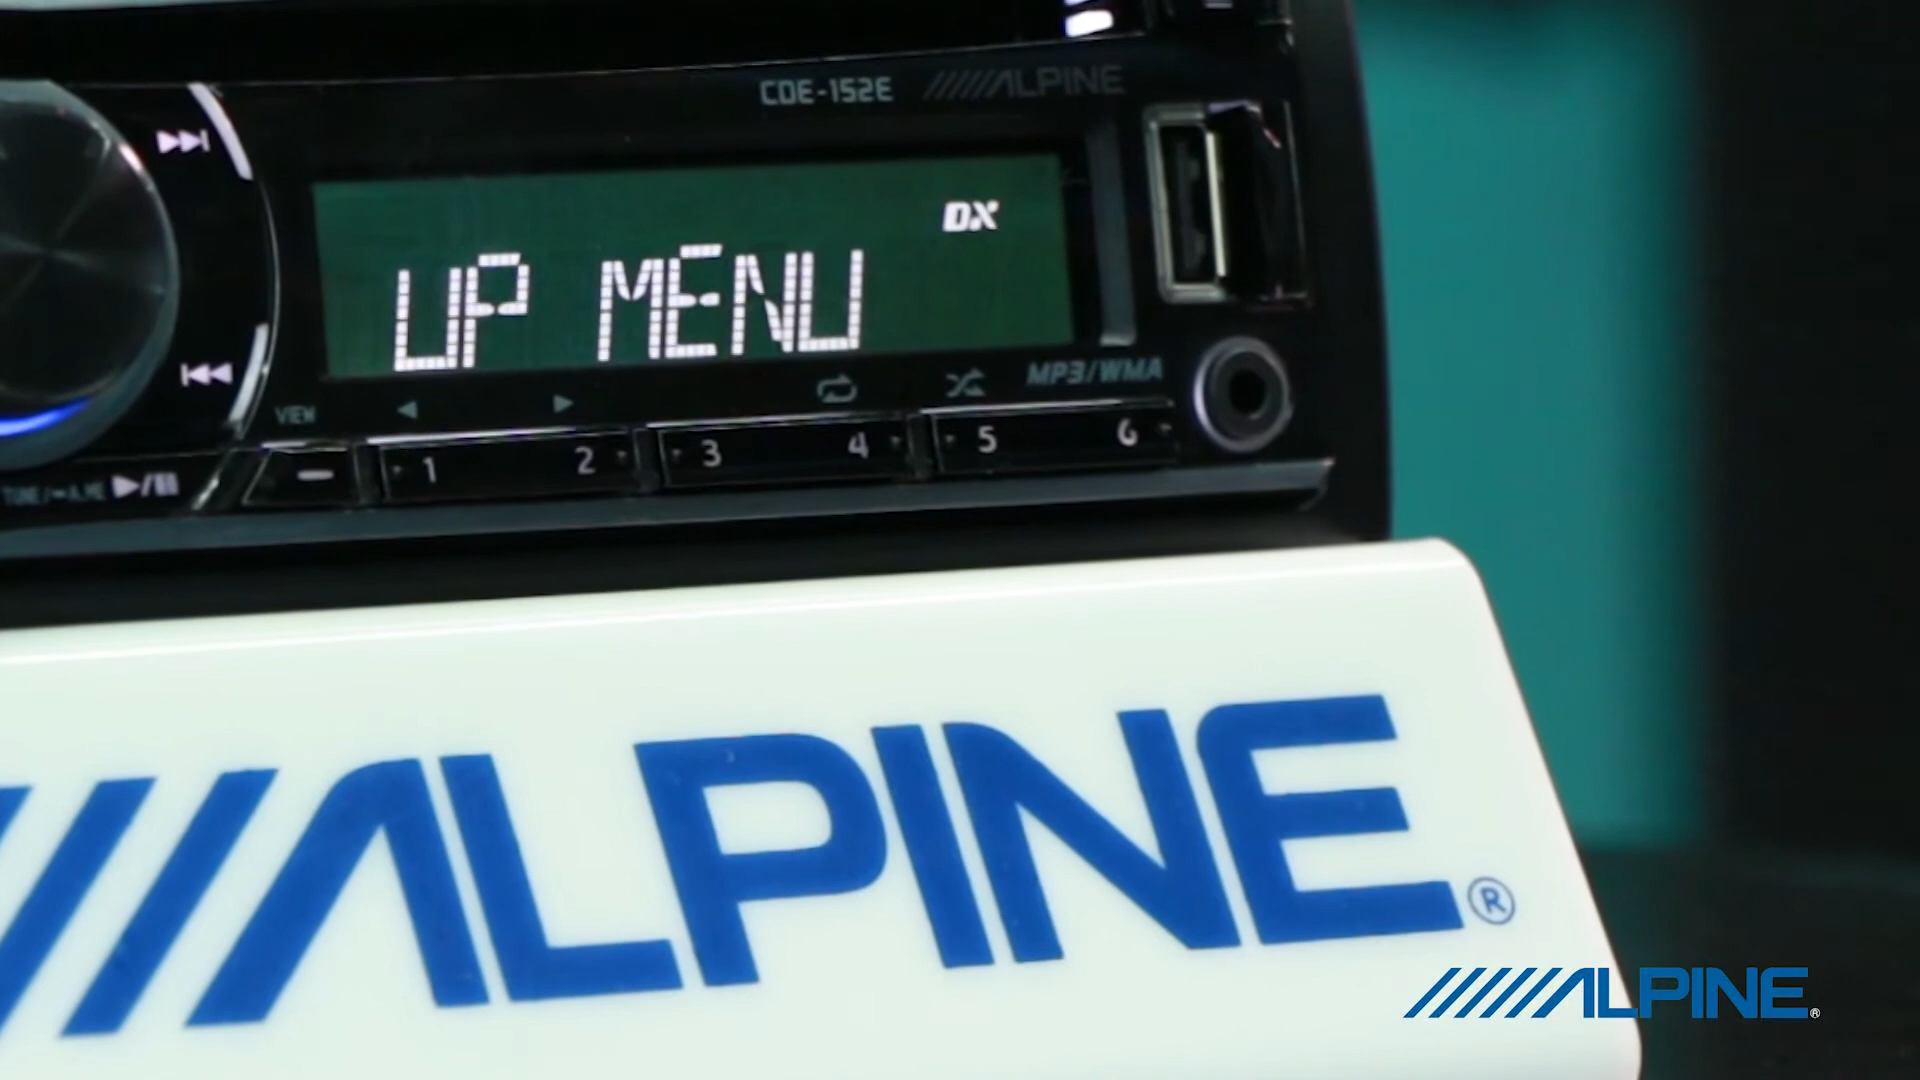 CDE-152E ALPINE
DX
UP MENU
MP3/WMA
VIEW
1 2 3 4 5 6
ALPINE®
ALPINE®